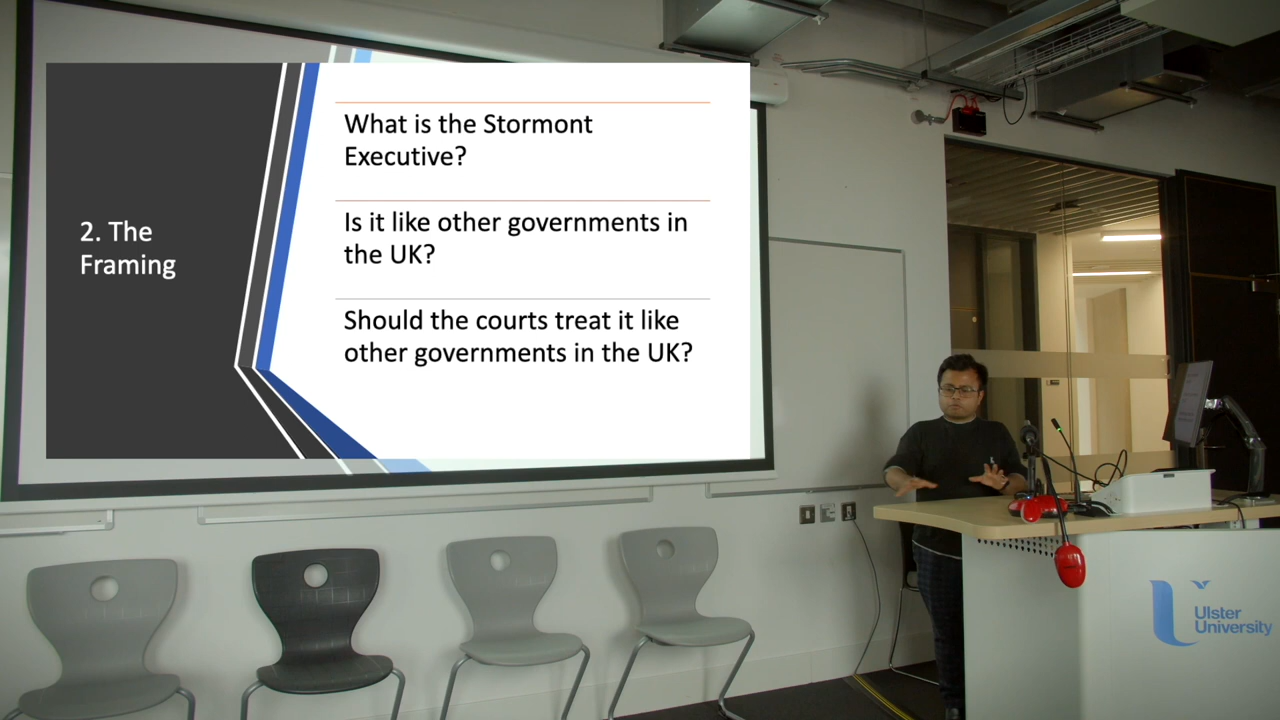 2. The
Framing
What is the Stormont
Executive?
Is it like other governments in
the UK?
Should the courts treat it like
other governments in the UK?
Ulster
University